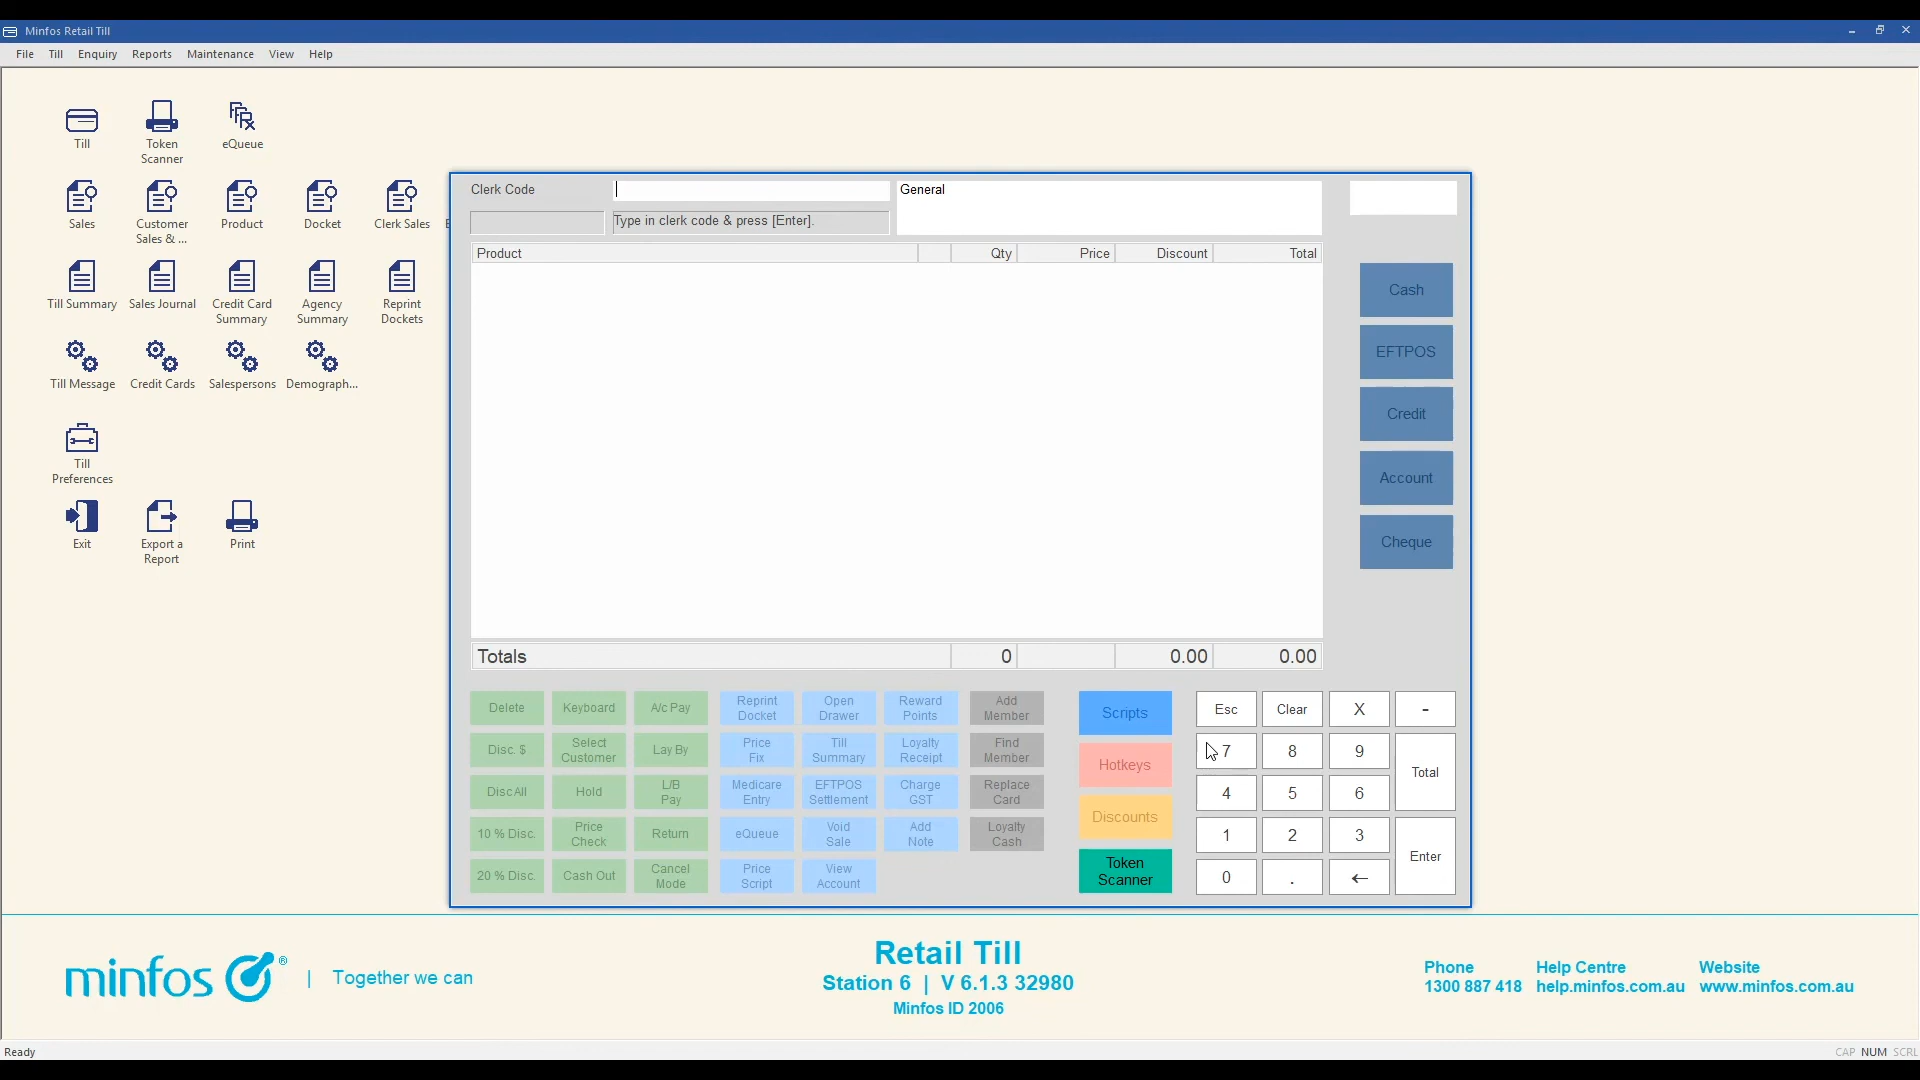 Minfos Retail Till
File Till Enquiry Reports Maintenance View Help
Till
Token
Scanner
eQueue
Sales
Customer
Sales & ...
Product
Docket
Clerk Sales
Till Summary
Sales Journal
Credit Card
Summary
Agency
Summary
Reprint
Dockets
Till Message
Credit Cards
Salespersons
Demograph...
Till
Preferences
Exit
Export a
Report
Print
Clerk Code
General
Type in clerk code & press [Enter].
Product Qty Price Discount Total
Cash
EFTPOS
Credit
Account
Cheque
Totals 0 0.00 0.00
Delete
Keyboard
A/c Pay
Reprint
Docket
Open
Drawer
Reward
Points
Add
Member
Disc. $
Select
Customer
Lay By
Price
Fix
Till
Summary
Loyalty
Receipt
Find
Member
Disc All
Hold
L/B
Pay
Medicare
Entry
EFTPOS
Settlement
Charge
GST
Replace
Card
10 % Disc.
Price
Check
Return
eQueue
Void
Sale
Add
Note
Loyalty
Cash
20 % Disc.
Cash Out
Cancel
Mode
Price
Script
View
Account
Scripts
Hotkeys
Discounts
Token
Scanner
Esc Clear X -
7 8 9 Total
4 5 6
1 2 3 Enter
0 . ←
minfos ® | Together we can
Retail Till
Station 6 | V 6.1.3 32980
Minfos ID 2006
Phone
1300 887 418
Help Centre
help.minfos.com.au
Website
www.minfos.com.au
Ready
CAP NUM SCRL